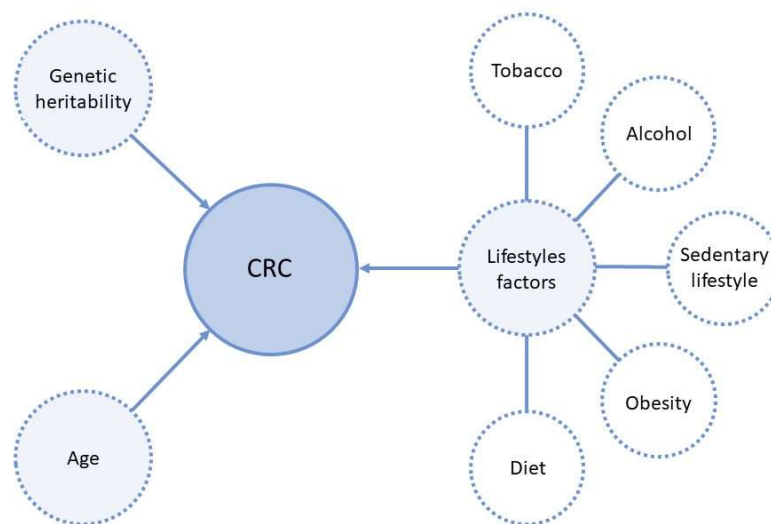 Genetic
heritability
Tobacco
Alcohol
CRC
Lifestyles
factors
Sedentary
lifestyle
Age
Diet
Obesity